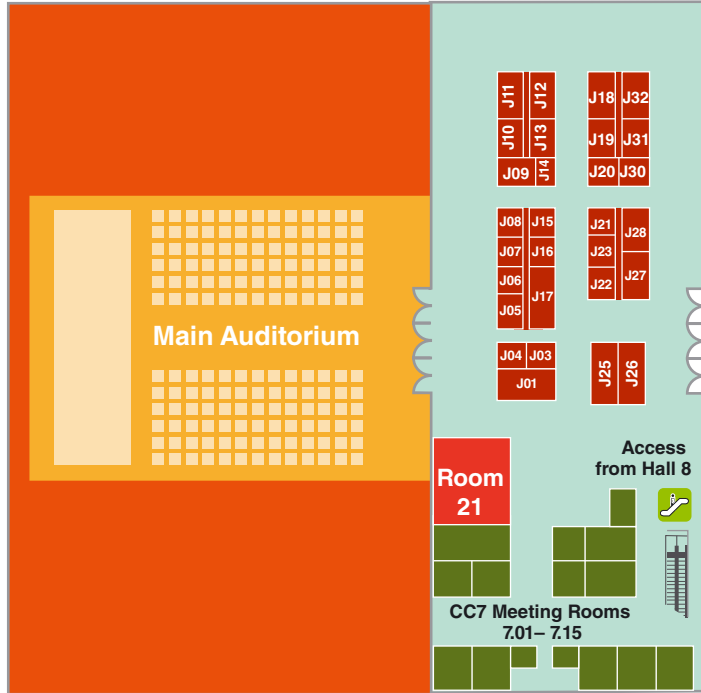 J11
J12
J18
J32
J10
J13
J19
J31
J09
J14
J20
J30
J08
J15
J21
J28
J07
J16
J23
J06
J17
J22
J27
J05
Main Auditorium
J04
J03
J25
J26
J01
Access
from Hall 8
Room
21
CC7 Meeting Rooms
7.01– 7.15